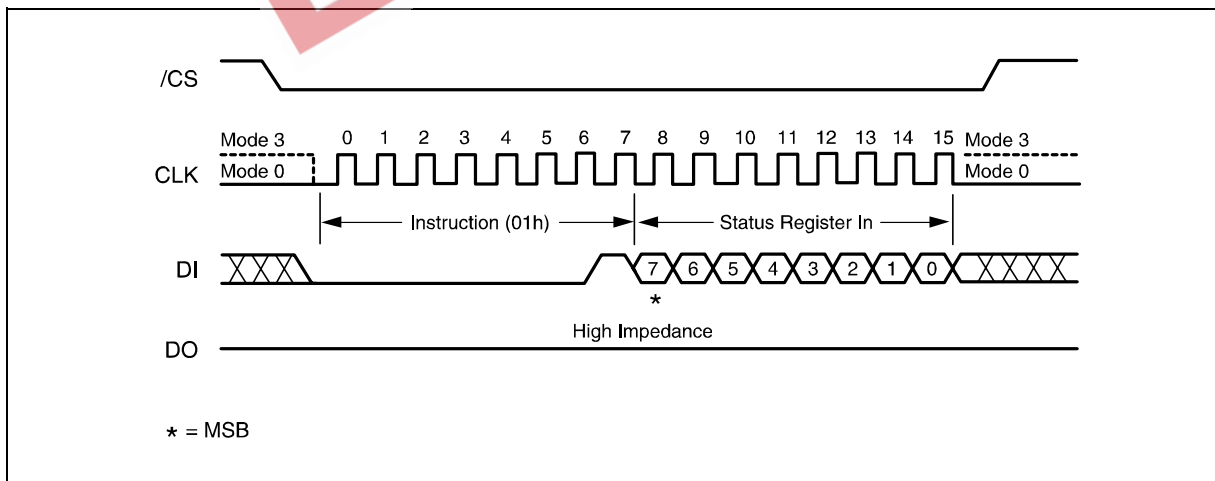 /CS
Mode 3 0 1 2 3 4 5 6 7 8 9 10 11 12 13 14 15 Mode 3
CLK Mode 0 Mode 0
Instruction (01h) Status Register In
DI 7 6 5 4 3 2 1 0
*
High Impedance
DO
* = MSB